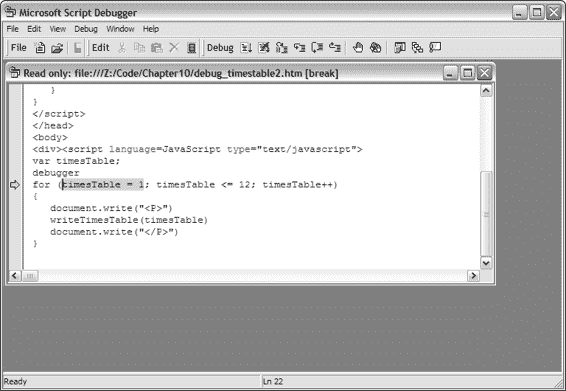 Microsoft Script Debugger
File Edit View Debug Window Help
File Edit Debug
Read only: file:///Z:/Code/Chapter10/debug_timestable2.htm [break]
}
}
</script>
</head>
<body>
<div><script language=JavaScript type="text/javascript">
var timesTable;
debugger
for (timesTable = 1; timesTable <= 12; timesTable++)
{
document.write("<P>")
writeTimesTable(timesTable)
document.write("</P>")
}
Ready Ln 22